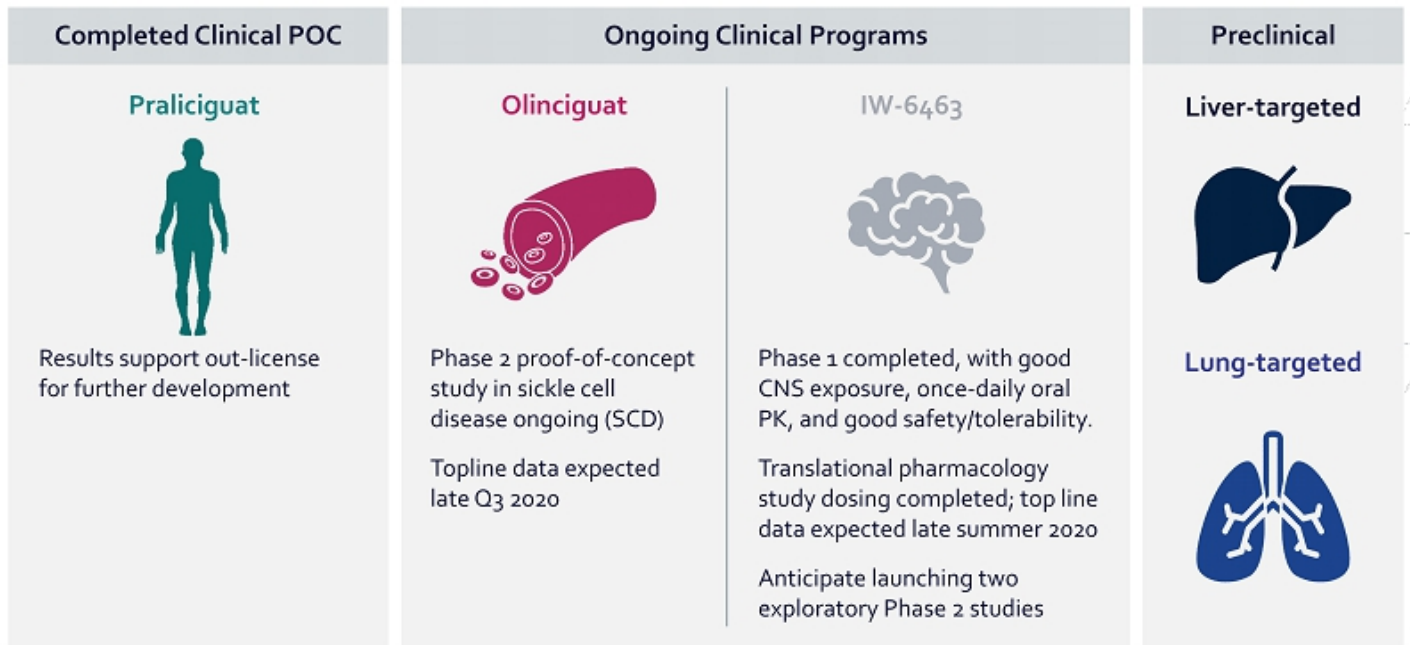 Completed Clinical POC
Praliciguat
Results support out-license
for further development
Ongoing Clinical Programs
Olinciguat
Phase 2 proof-of-concept
study in sickle cell
disease ongoing (SCD)
Topline data expected
late Q3 2020
IW-6463
Phase 1 completed, with good
CNS exposure, once-daily oral
PK, and good safety/tolerability.
Translational pharmacology
study dosing completed; top line
data expected late summer 2020
Anticipate launching two
exploratory Phase 2 studies
Preclinical
Liver-targeted
Lung-targeted